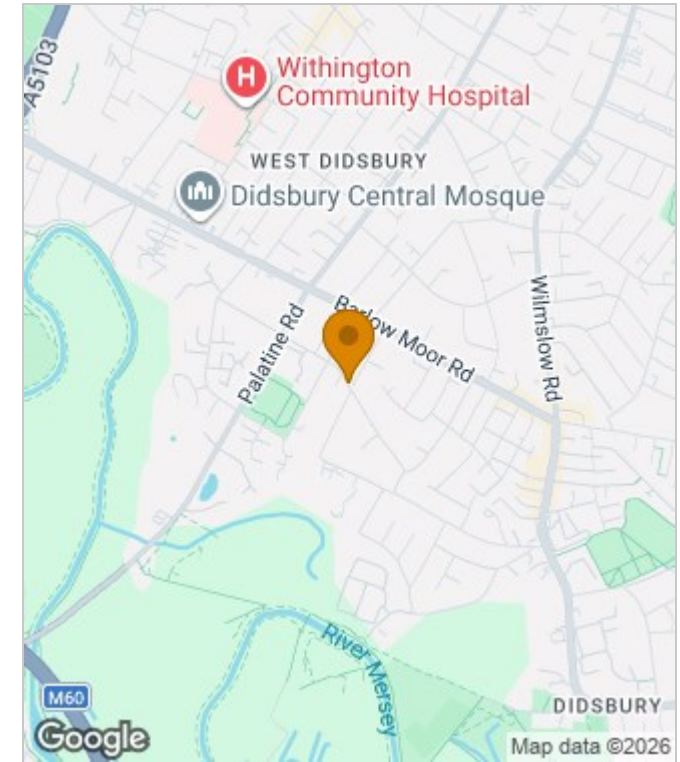 A5103
H
Withington
Community Hospital
WEST DIDSBURY
Didsbury Central Mosque
Barlow Moor Rd
Palatine Rd
Wilmslow Rd
River Mersey
M60
DIDSBURY
Google
Map data ©2026